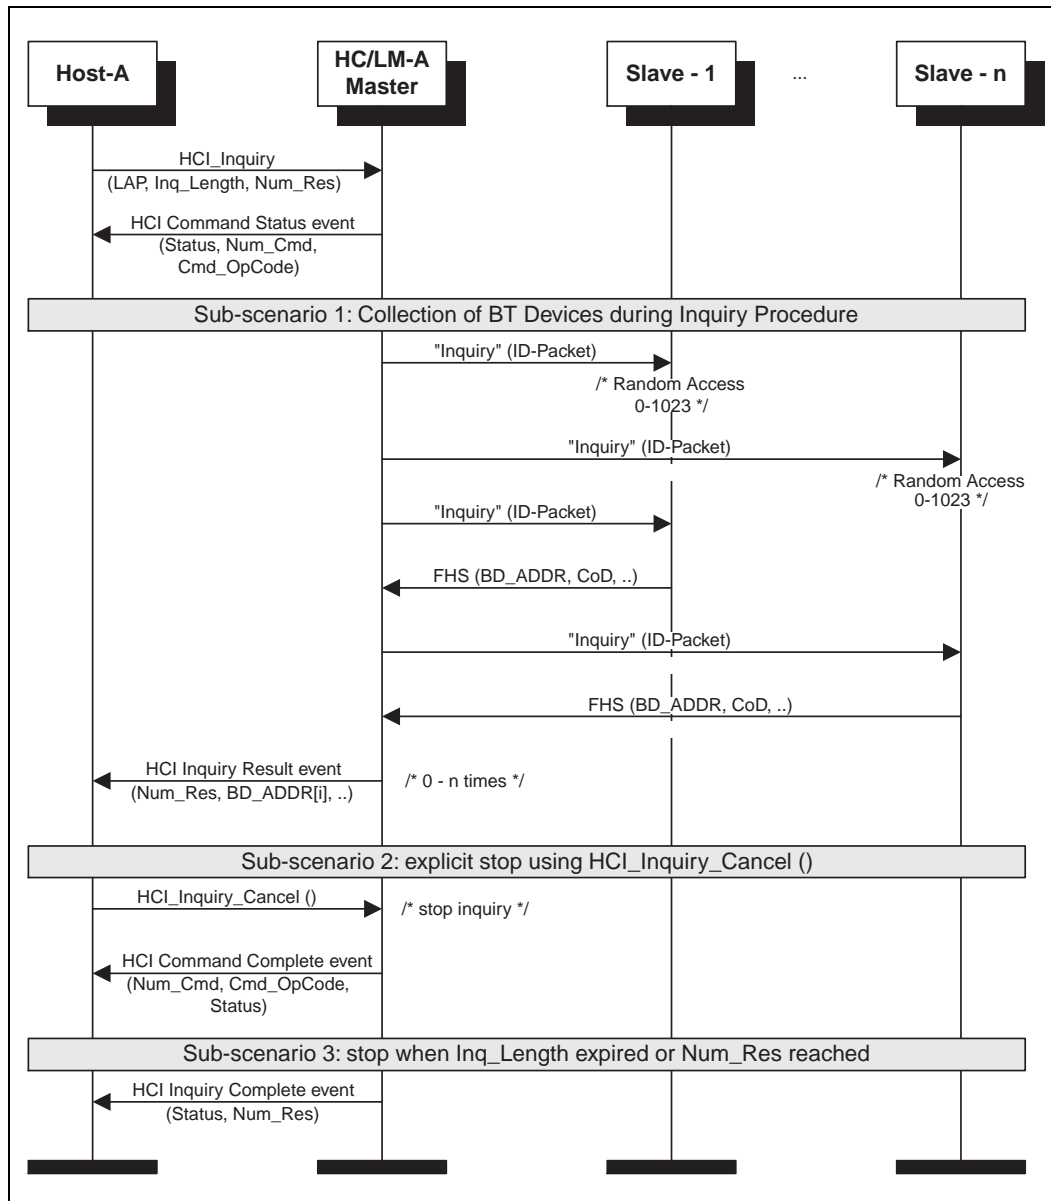 Host-A
HC/LM-A
Master
Slave - 1
...
Slave - n
HCI_Inquiry
(LAP, Inq_Length, Num_Res)
HCI Command Status event
(Status, Num_Cmd,
Cmd_OpCode)
Sub-scenario 1: Collection of BT Devices during Inquiry Procedure
"Inquiry" (ID-Packet)
/* Random Access
0-1023 */
"Inquiry" (ID-Packet)
/* Random Access
0-1023 */
"Inquiry" (ID-Packet)
FHS (BD_ADDR, CoD, ..)
"Inquiry" (ID-Packet)
FHS (BD_ADDR, CoD, ..)
HCI Inquiry Result event
(Num_Res, BD_ADDR[i], ..)
/* 0 - n times */
Sub-scenario 2: explicit stop using HCI_Inquiry_Cancel ()
HCI_Inquiry_Cancel ()
/* stop inquiry */
HCI Command Complete event
(Num_Cmd, Cmd_OpCode,
Status)
Sub-scenario 3: stop when Inq_Length expired or Num_Res reached
HCI Inquiry Complete event
(Status, Num_Res)